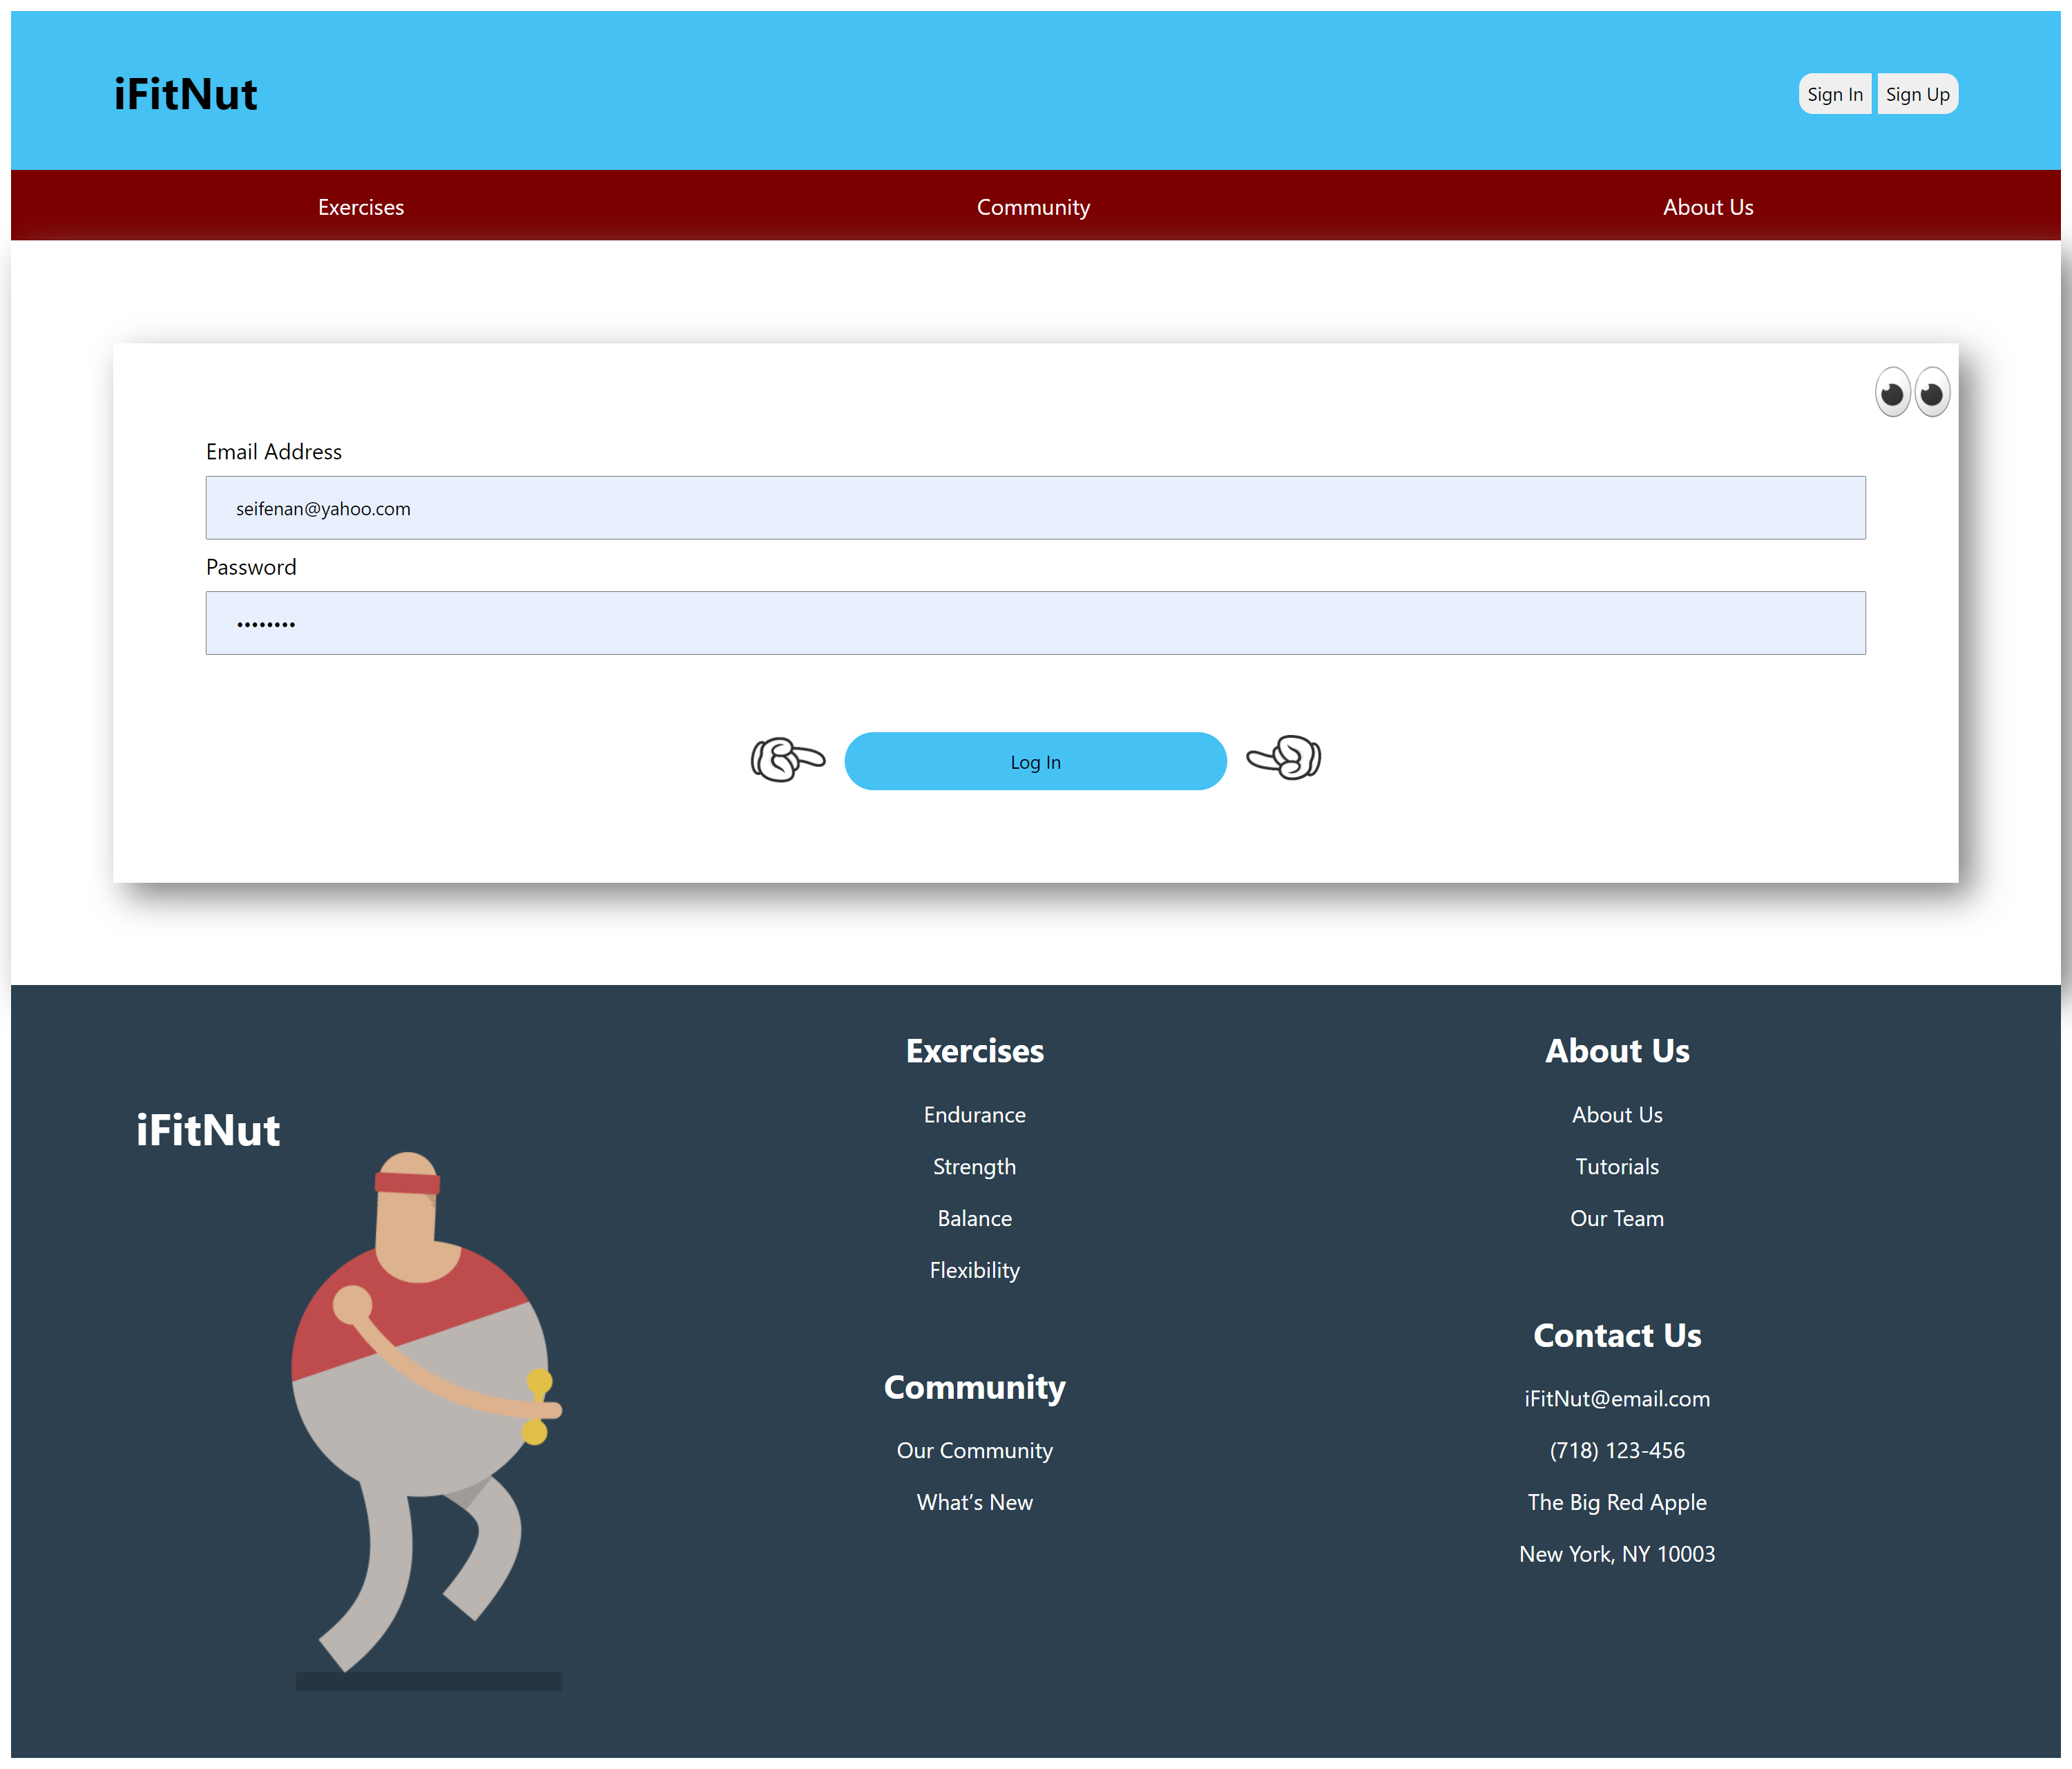 iFitNut
Sign In
Sign Up
Exercises
Community
About Us
Email Address
seifenan@yahoo.com
Password
••••••••
Log In
iFitNut
Exercises
Endurance
Strength
Balance
Flexibility
Community
Our Community
What's New
About Us
About Us
Tutorials
Our Team
Contact Us
iFitNut@email.com
(718) 123-456
The Big Red Apple
New York, NY 10003